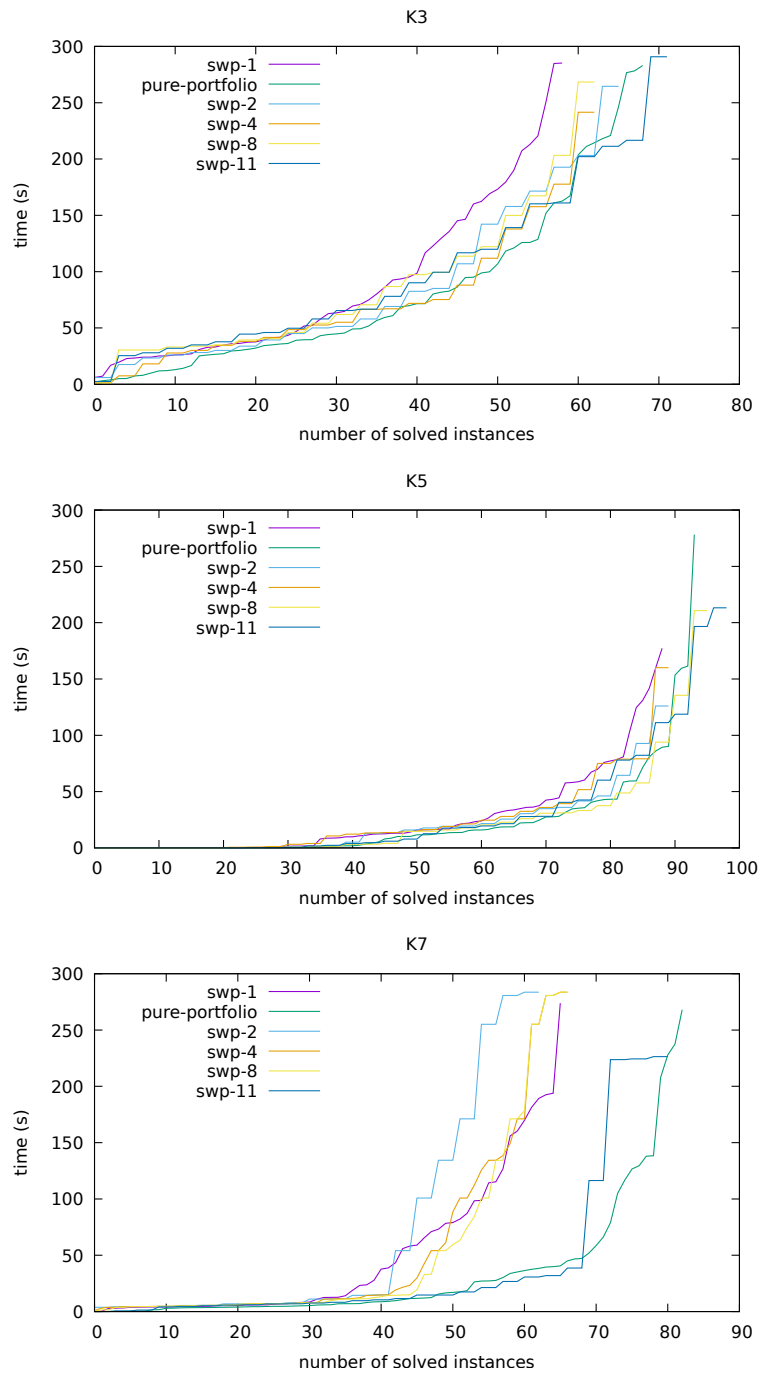 K3
300
250
200
150
100
50
0
time (s)
swp-1
pure-portfolio
swp-2
swp-4
swp-8
swp-11
0 10 20 30 40 50 60 70 80
number of solved instances
K5
300
250
200
150
100
50
0
time (s)
swp-1
pure-portfolio
swp-2
swp-4
swp-8
swp-11
0 10 20 30 40 50 60 70 80 90 100
number of solved instances
K7
300
250
200
150
100
50
0
time (s)
swp-1
pure-portfolio
swp-2
swp-4
swp-8
swp-11
0 10 20 30 40 50 60 70 80 90
number of solved instances